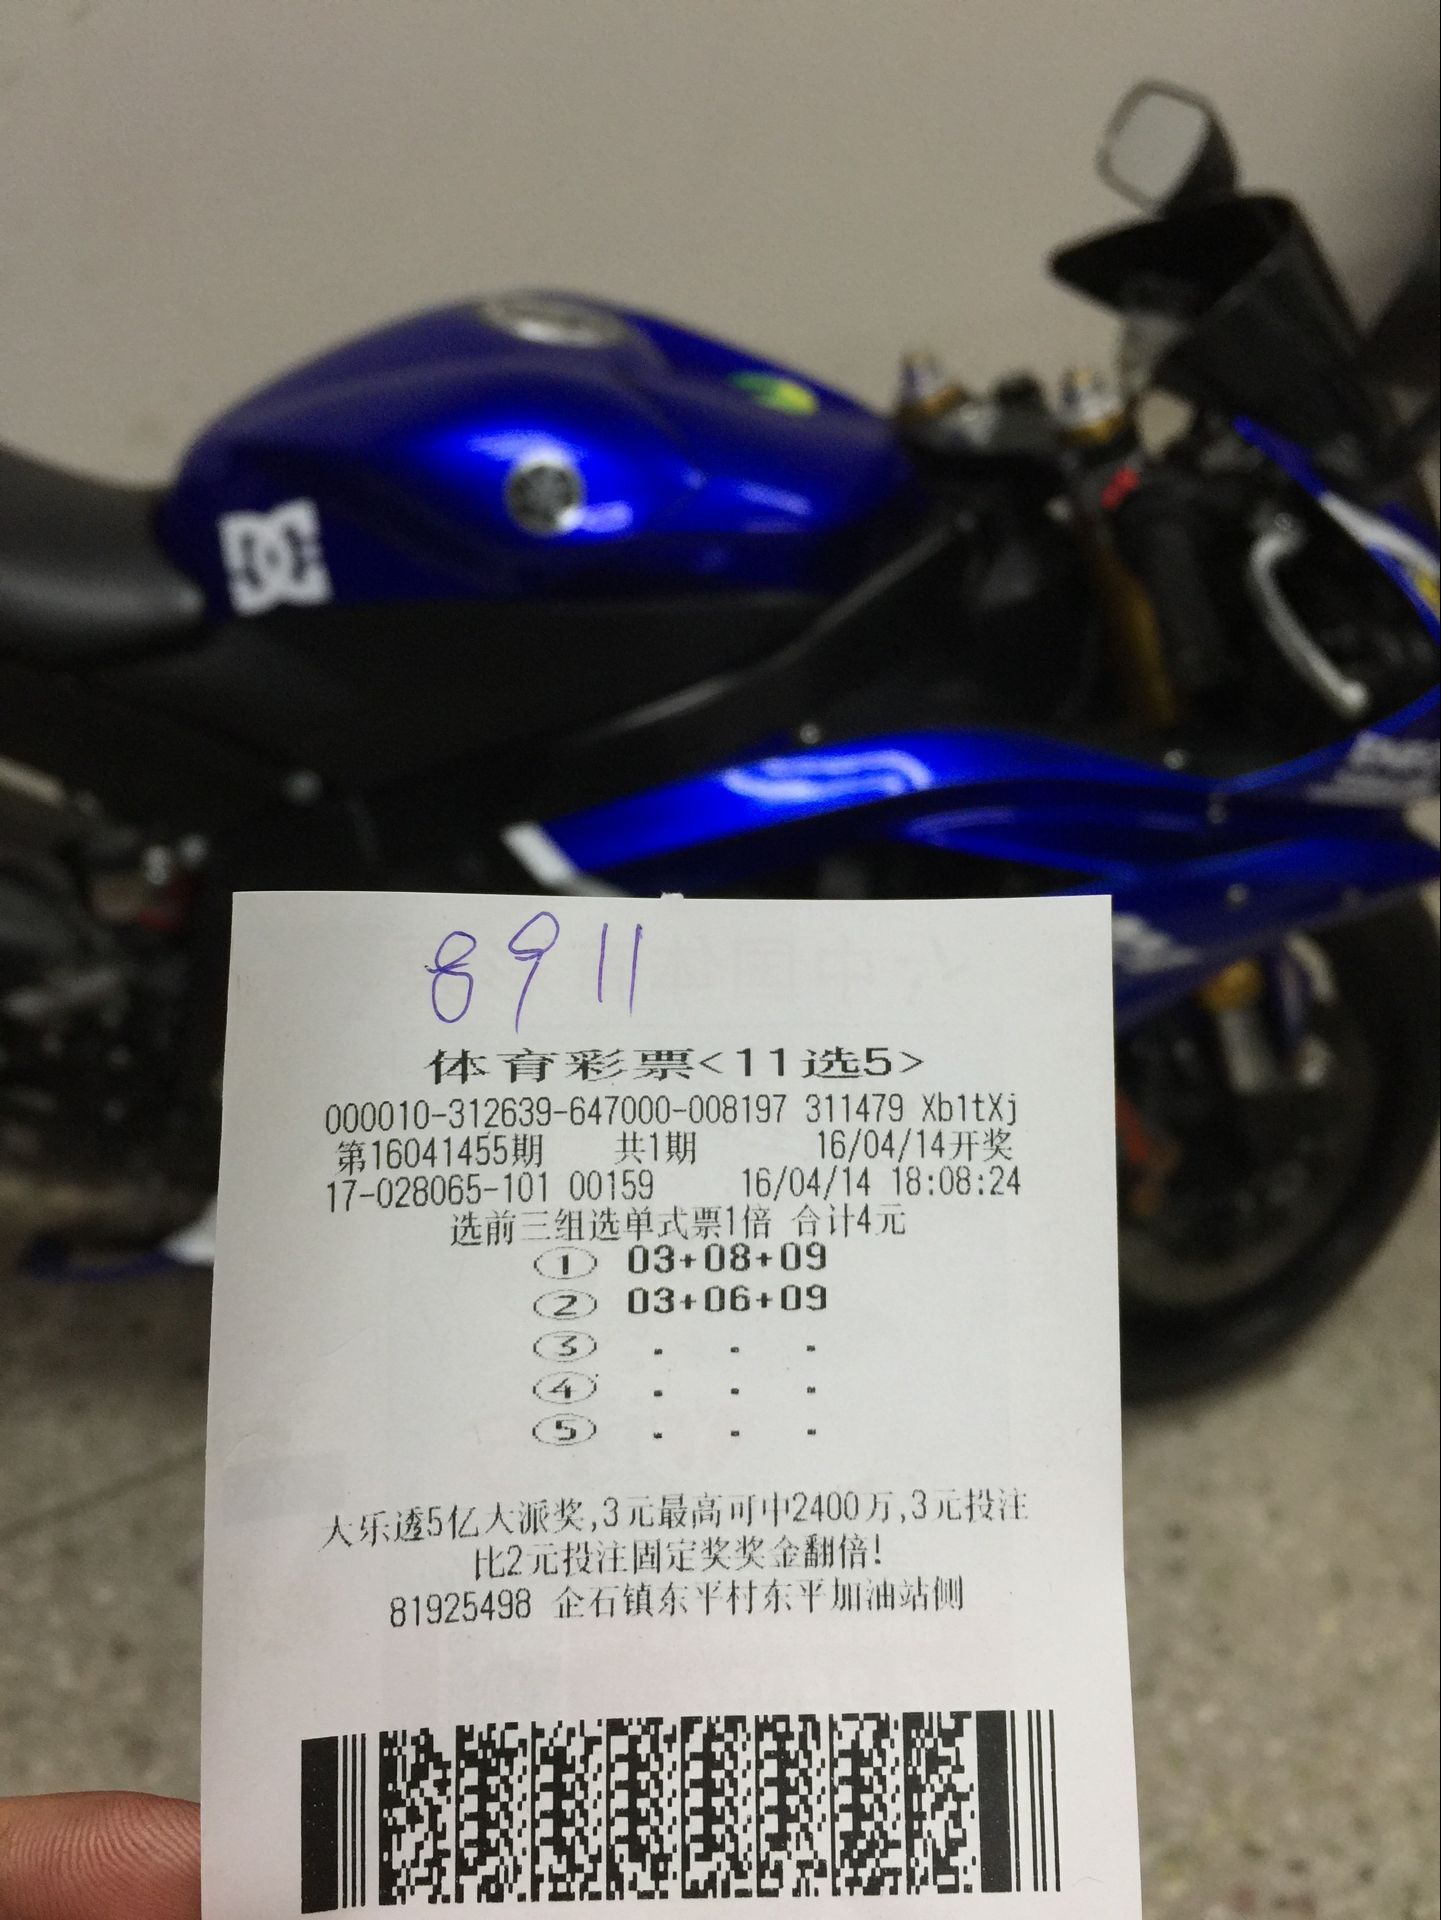 8 9 11
体育彩票<11选5>
000010-312639-647000-008197 311479 Xb1tXj
第16041455期 共1期 16/04/14开奖
17-028065-101 00159 16/04/14 18:08:24
选前三组选单式票1倍 合计4元
① 03+08+09
② 03+06+09
③ . . .
④ . . .
⑤ . . .
大乐透5亿大派奖,3元最高可中2400万,3元投注
比2元投注固定奖奖金翻倍!
81925498 企石镇东平村东平加油站侧